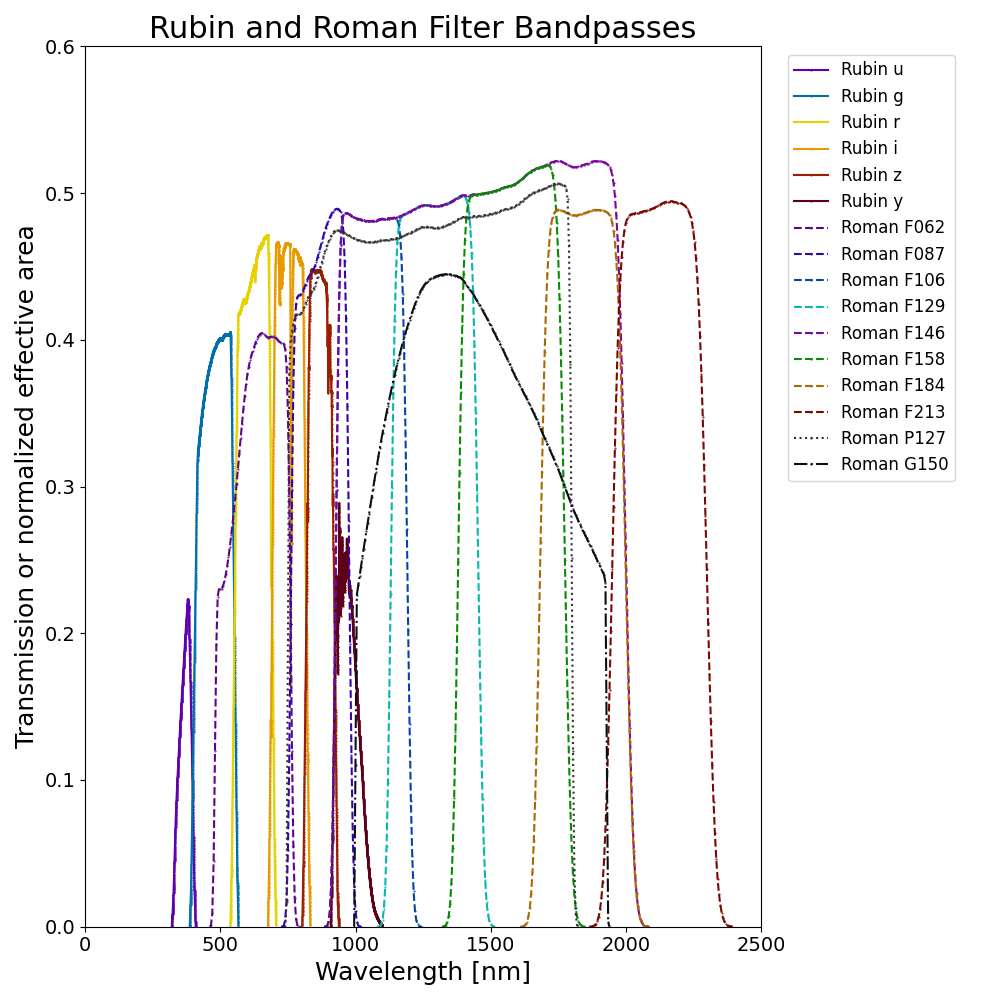 Rubin and Roman Filter Bandpasses
Transmission or normalized effective area
0.6
0.5
0.4
0.3
0.2
0.1
0.0
0
500
1000
1500
2000
2500
Wavelength [nm]
Rubin u
Rubin g
Rubin r
Rubin i
Rubin z
Rubin y
Roman F062
Roman F087
Roman F106
Roman F129
Roman F146
Roman F158
Roman F184
Roman F213
Roman P127
Roman G150